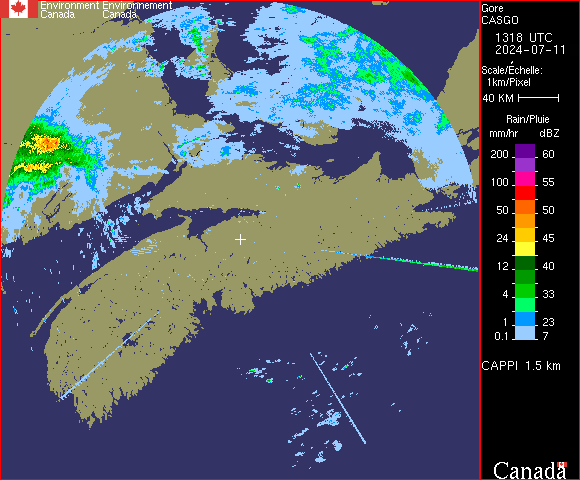 Environment Environnement
Canada Canada
Gore
CASGO
1318 UTC
2024-07-11
Scale/Échelle:
1km/Pixel
40 KM
Rain/Pluie
mm/hr dBZ
200 60
100 55
50 50
24 45
12 40
4 33
1 23
0.1 7
CAPPI 1.5 km
Canada